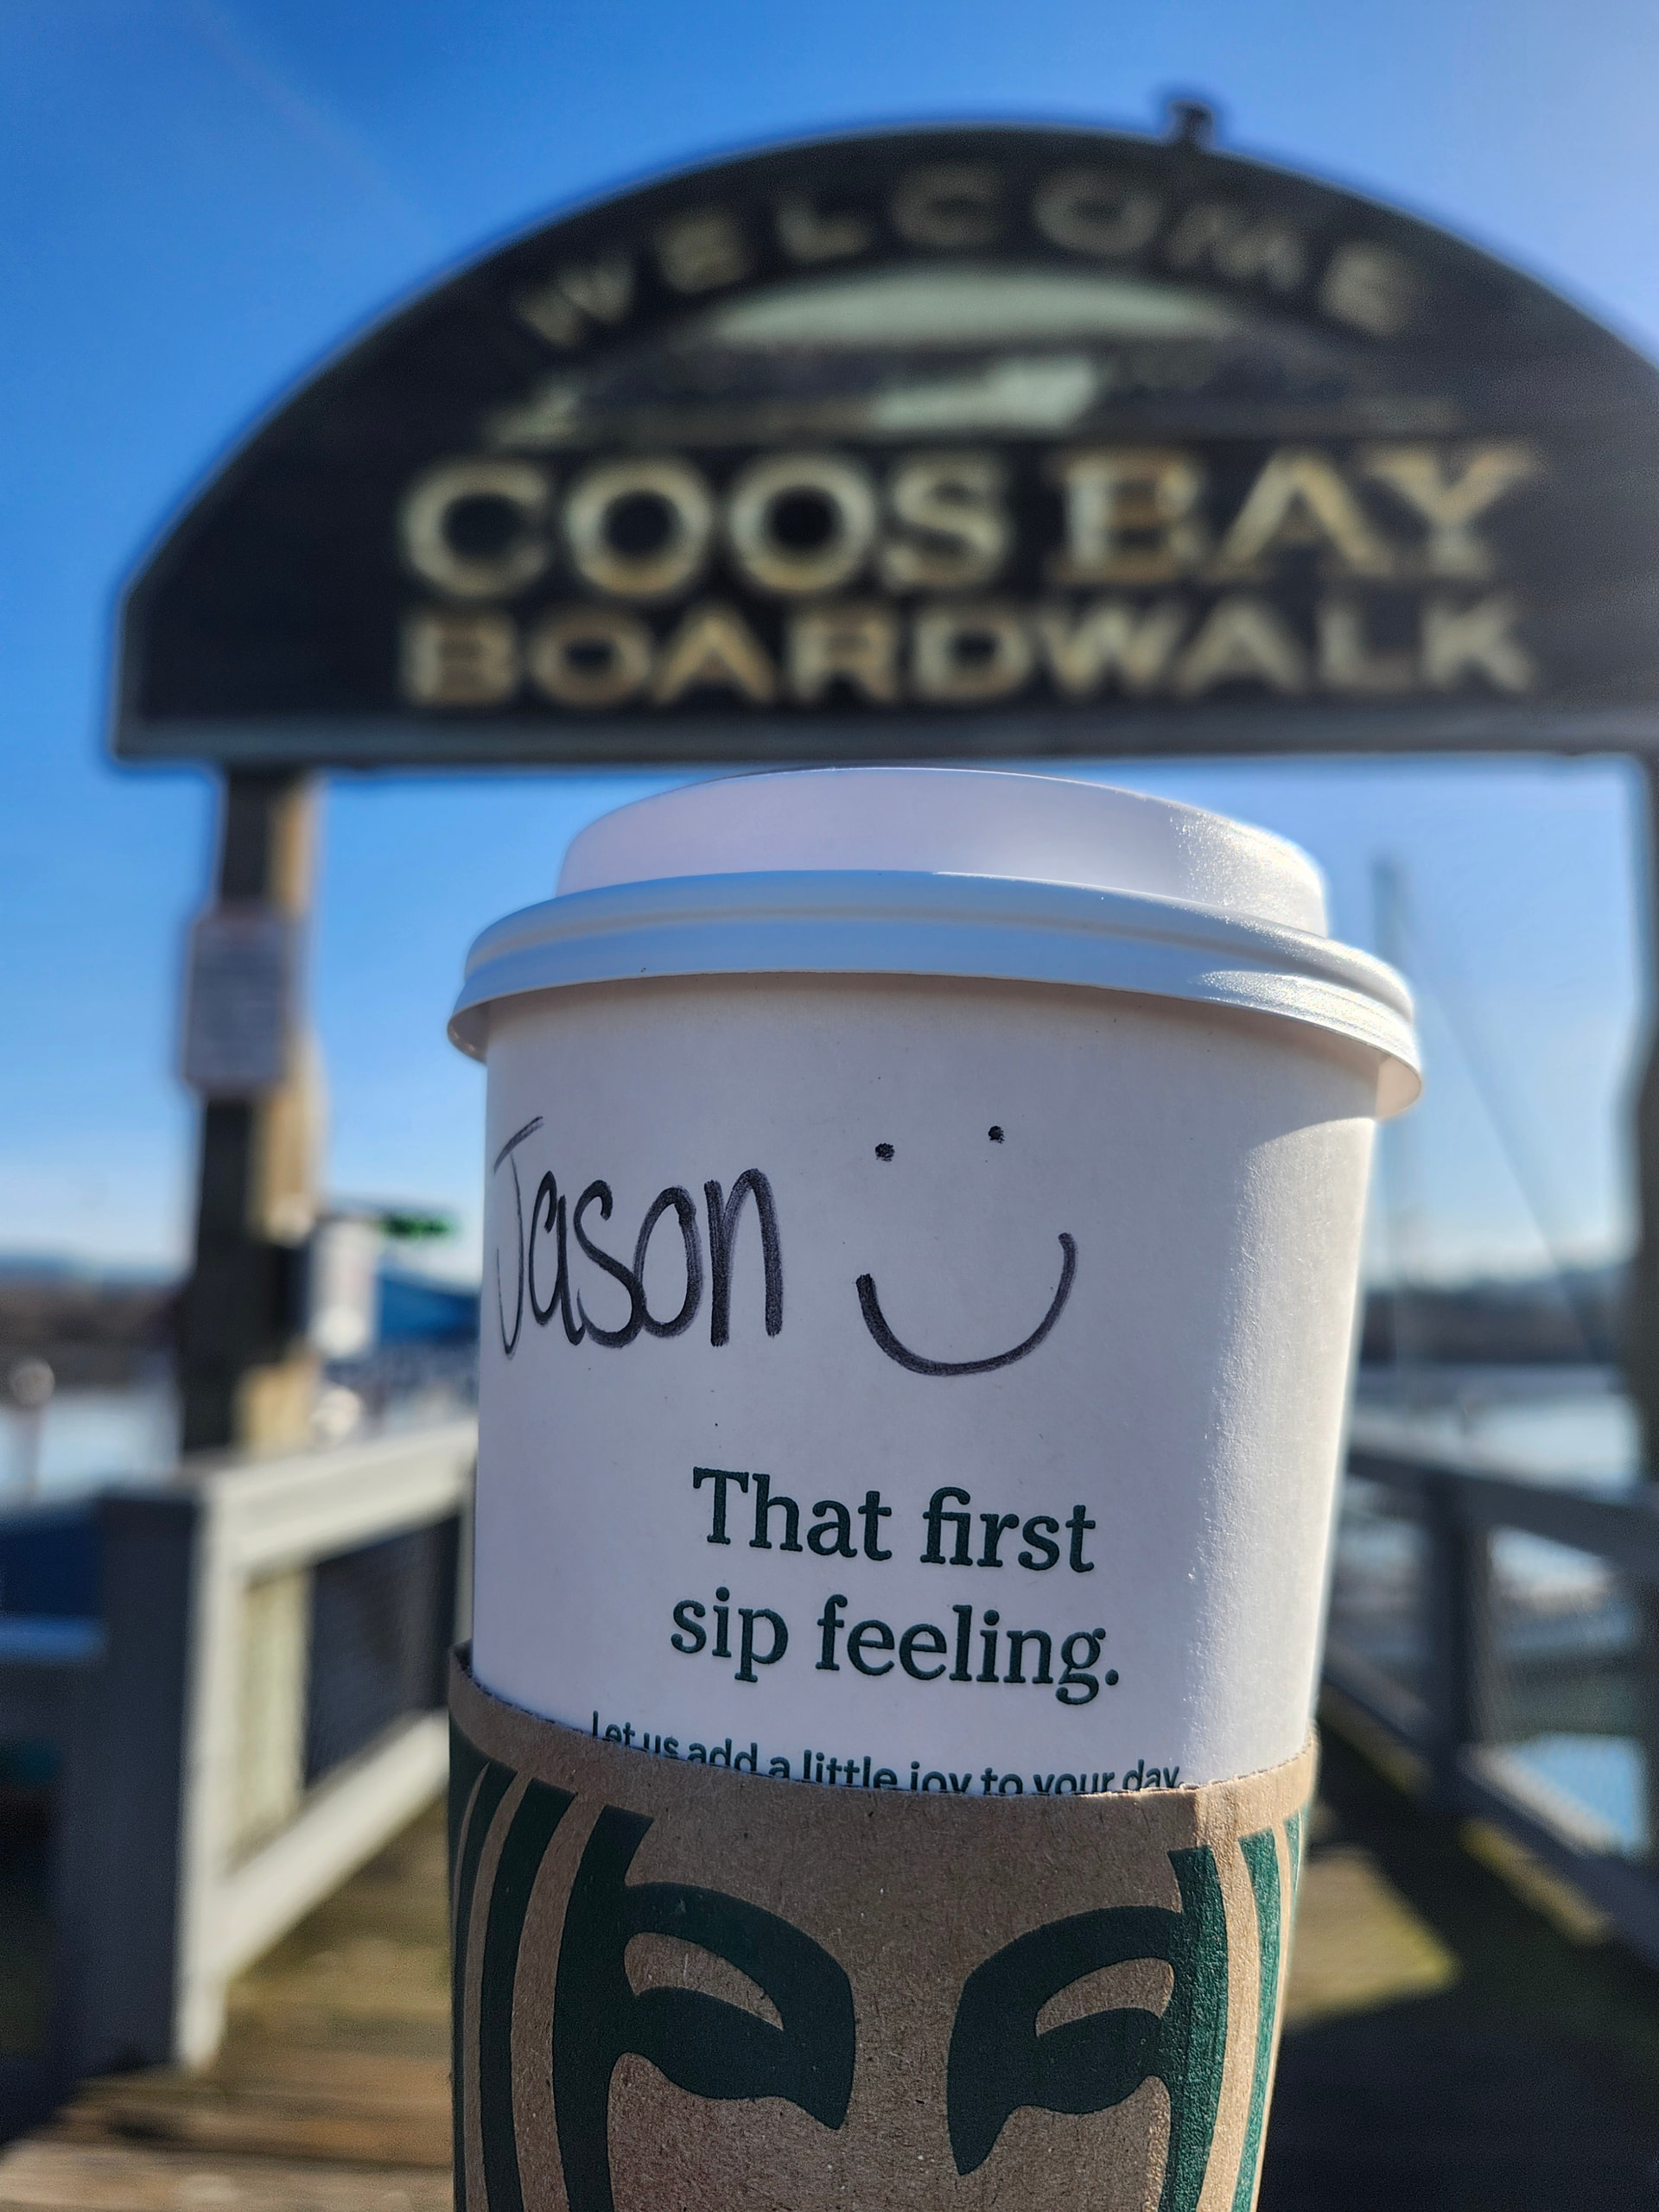 WELCOME
COOS BAY
BOARDWALK
Jason
That first
sip feeling.
Let us add a little joy to your day.